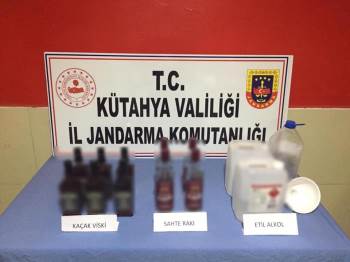 T.C.
KÜTAHYA VALİLİĞİ
İL JANDARMA KOMUTANLIĞI
KAÇAK VİSKİ
SAHTE RAKI
ETİL ALKOL